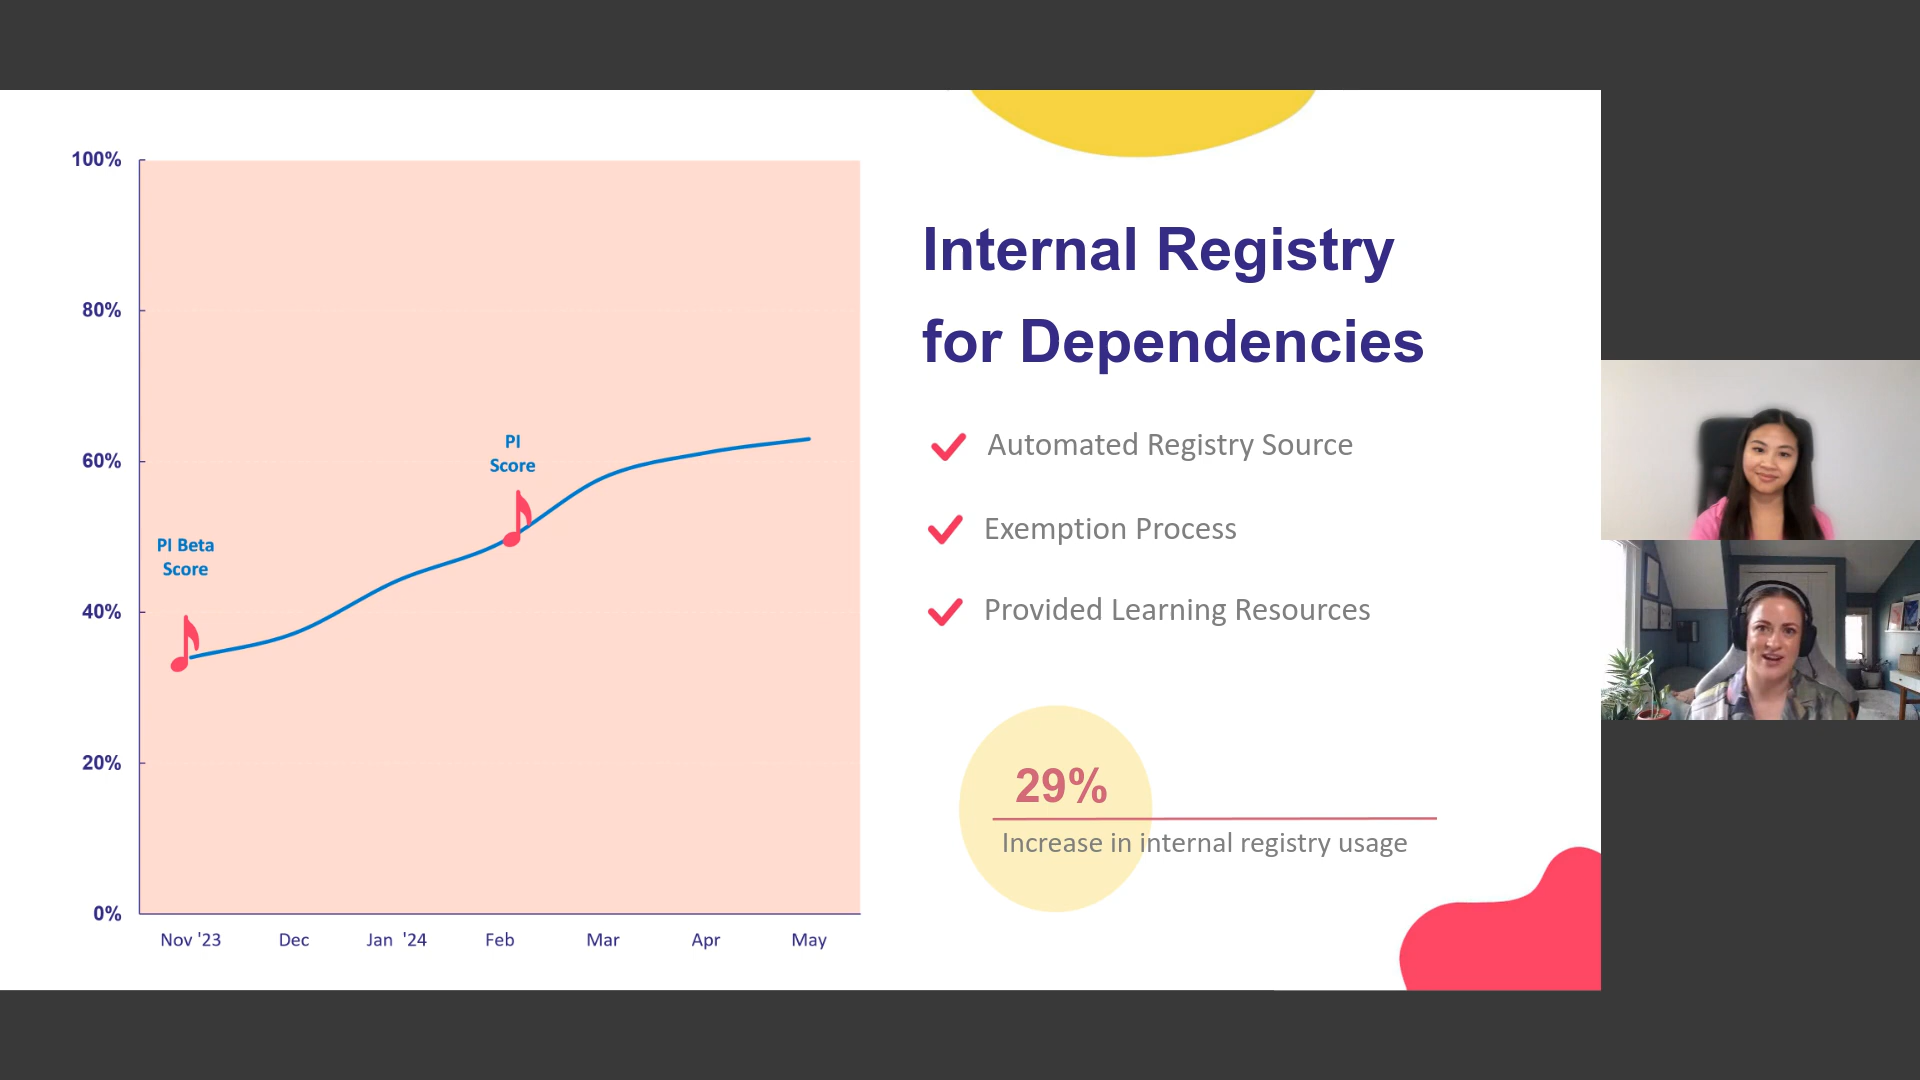 100%
80%
60%
40%
20%
0%
PI Beta
Score
PI
Score
Nov '23
Dec
Jan '24
Feb
Mar
Apr
May
Internal Registry
for Dependencies
Automated Registry Source
Exemption Process
Provided Learning Resources
29%
Increase in internal registry usage